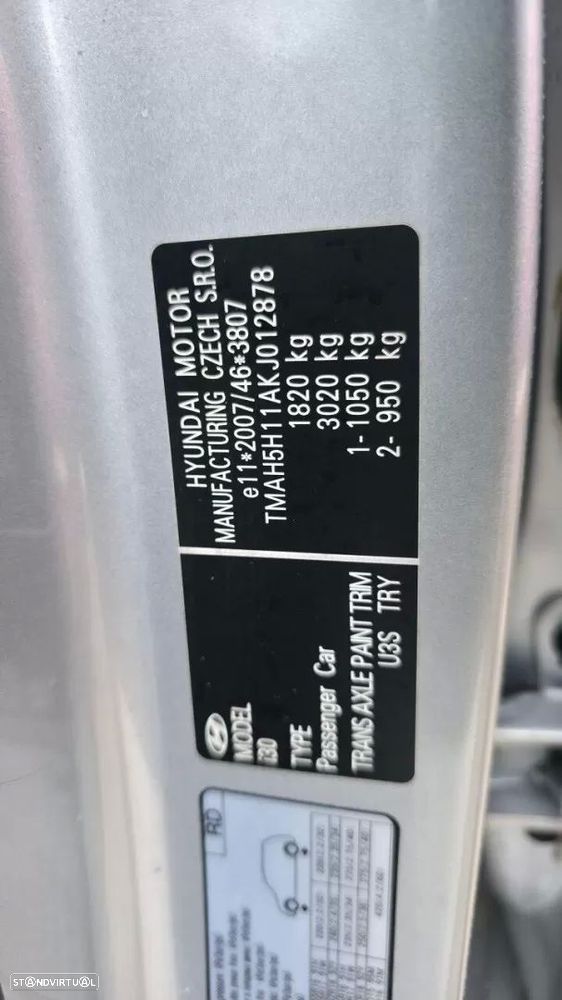 HYUNDAI MOTOR
MANUFACTURING CZECH S.R.O.
e11*2007/46*3807
TMAH5H11AKJ012878
1820 kg
3020 kg
1- 1050 kg
2- 950 kg
MODEL
i30
TYPE
Passenger Car
TRANS AXLE PAINT TRIM
U3S TRY
RD
STANDVIRTUAL